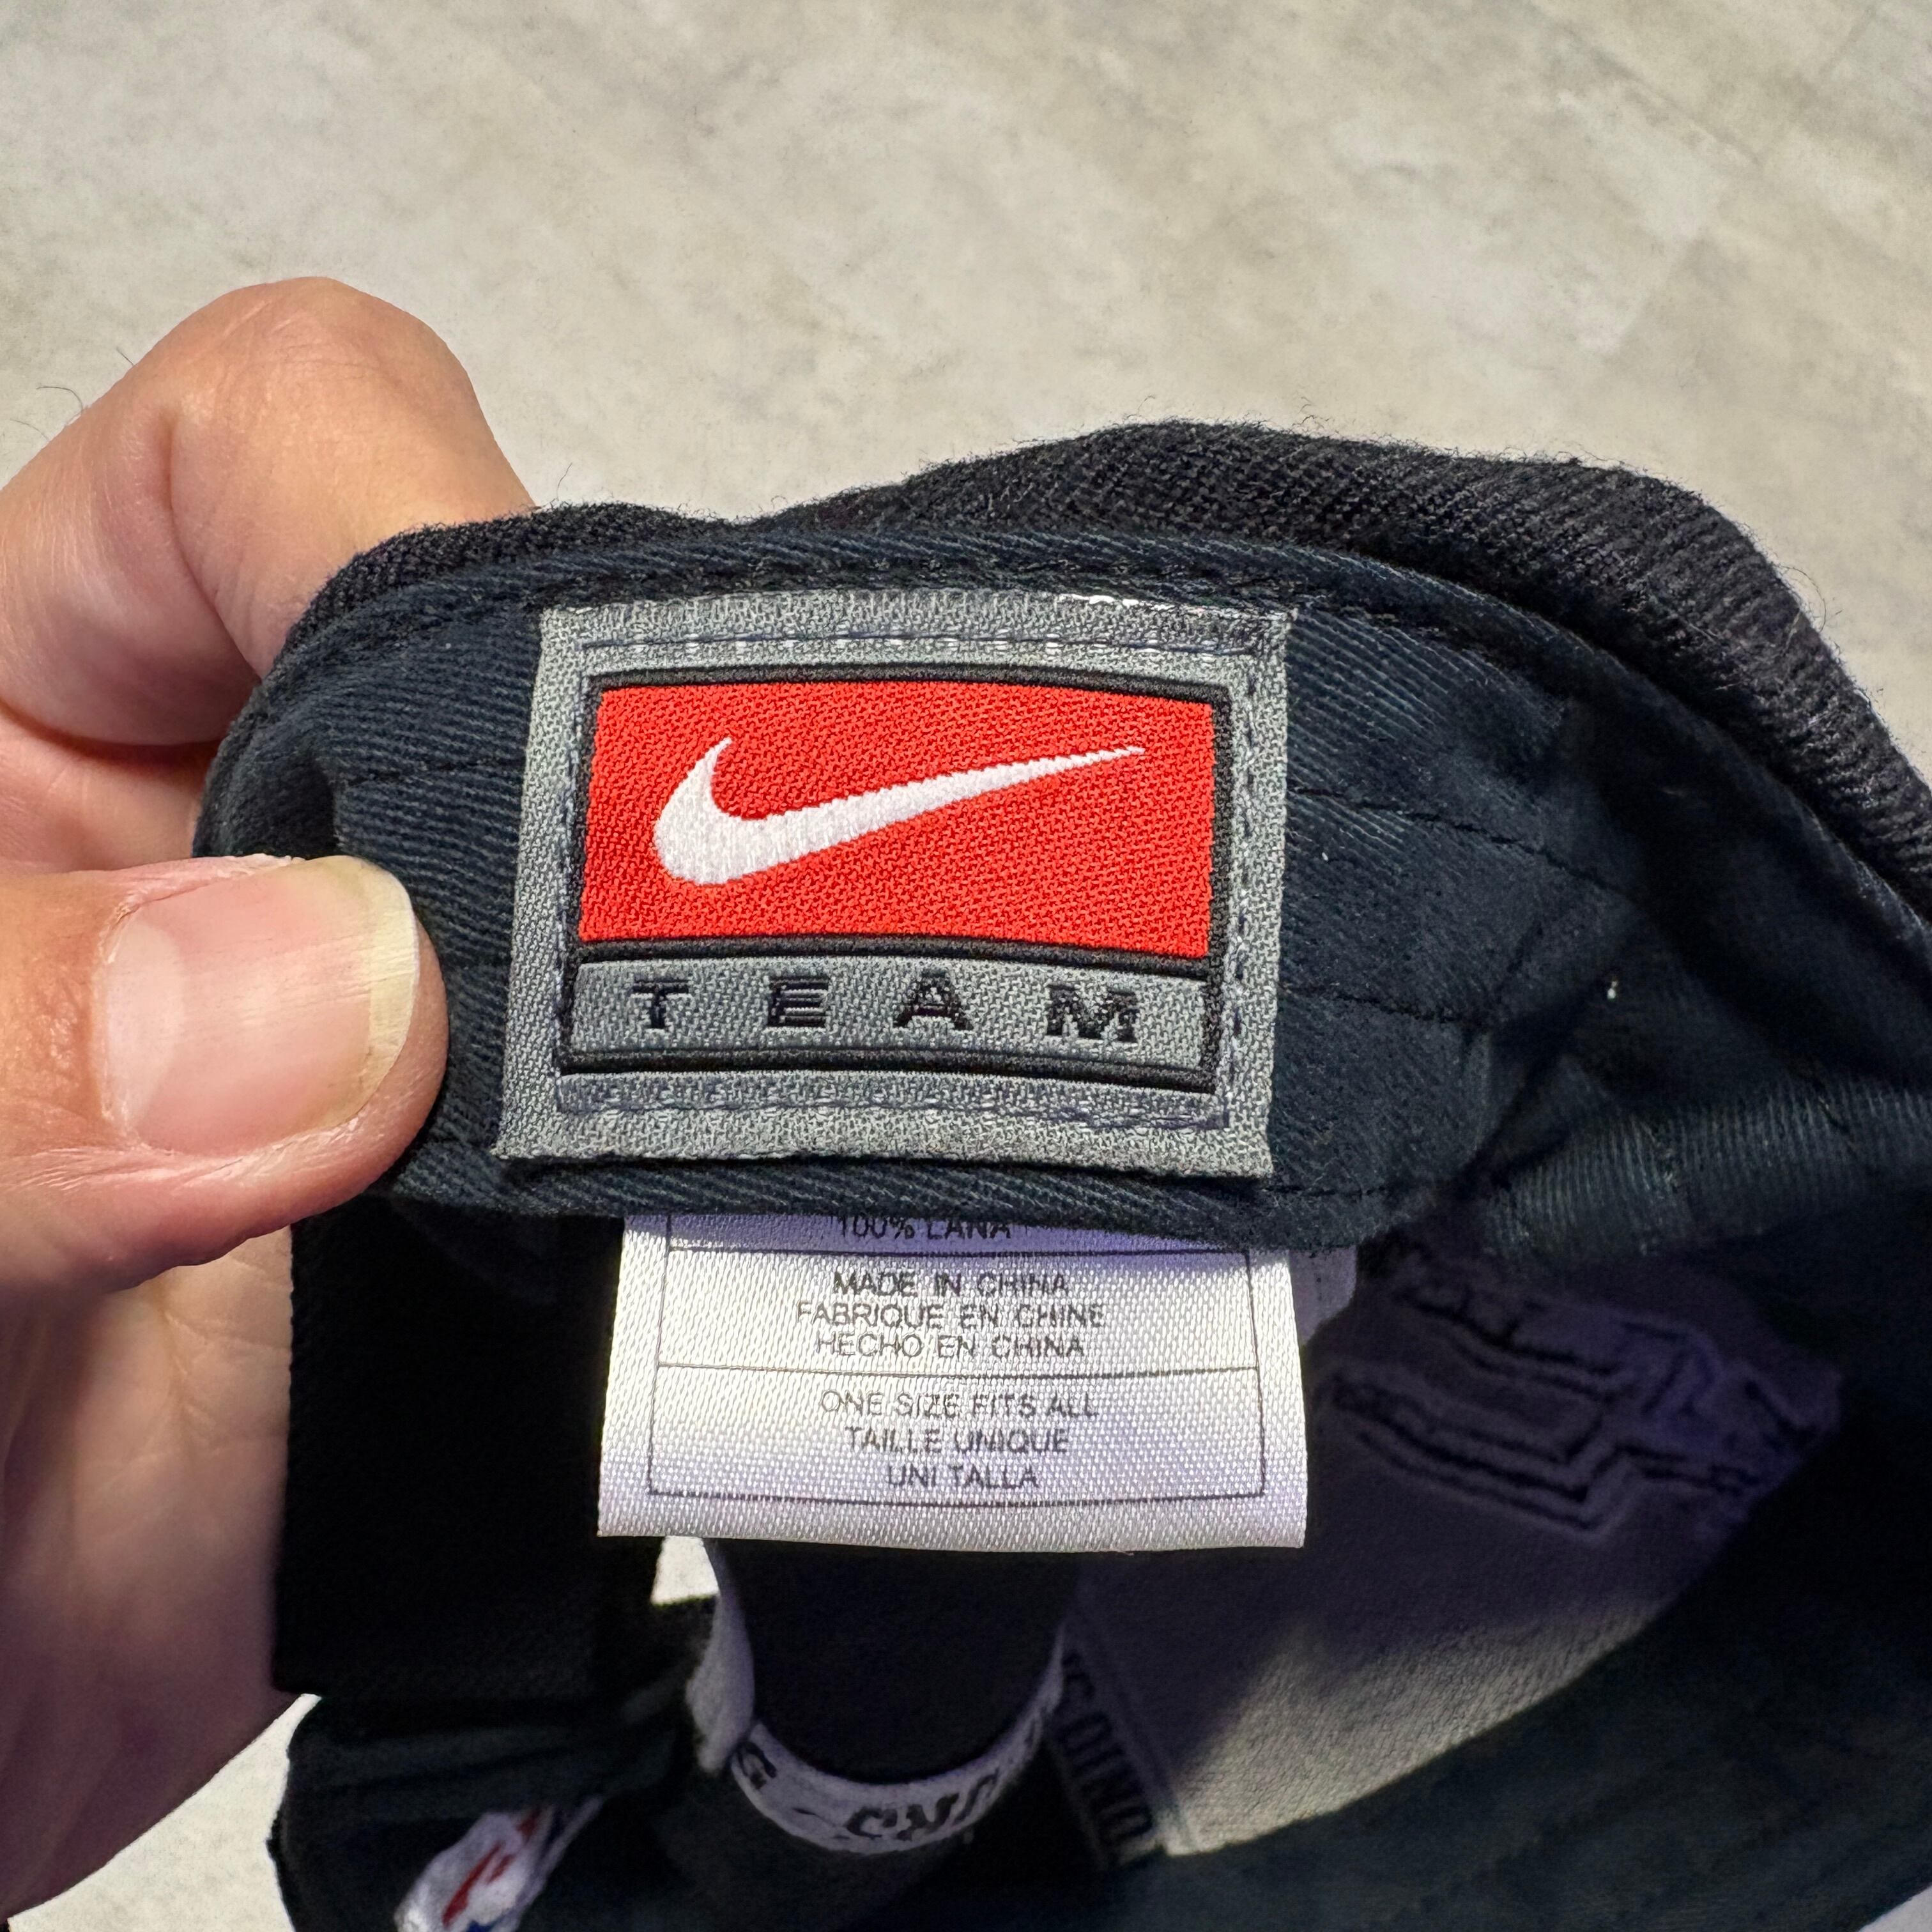 TEAM
100% LANA
MADE IN CHINA
FABRIQUE EN CHINE
HECHO EN CHINA
ONE SIZE FITS ALL
TAILLE UNIQUE
UNI TALLA